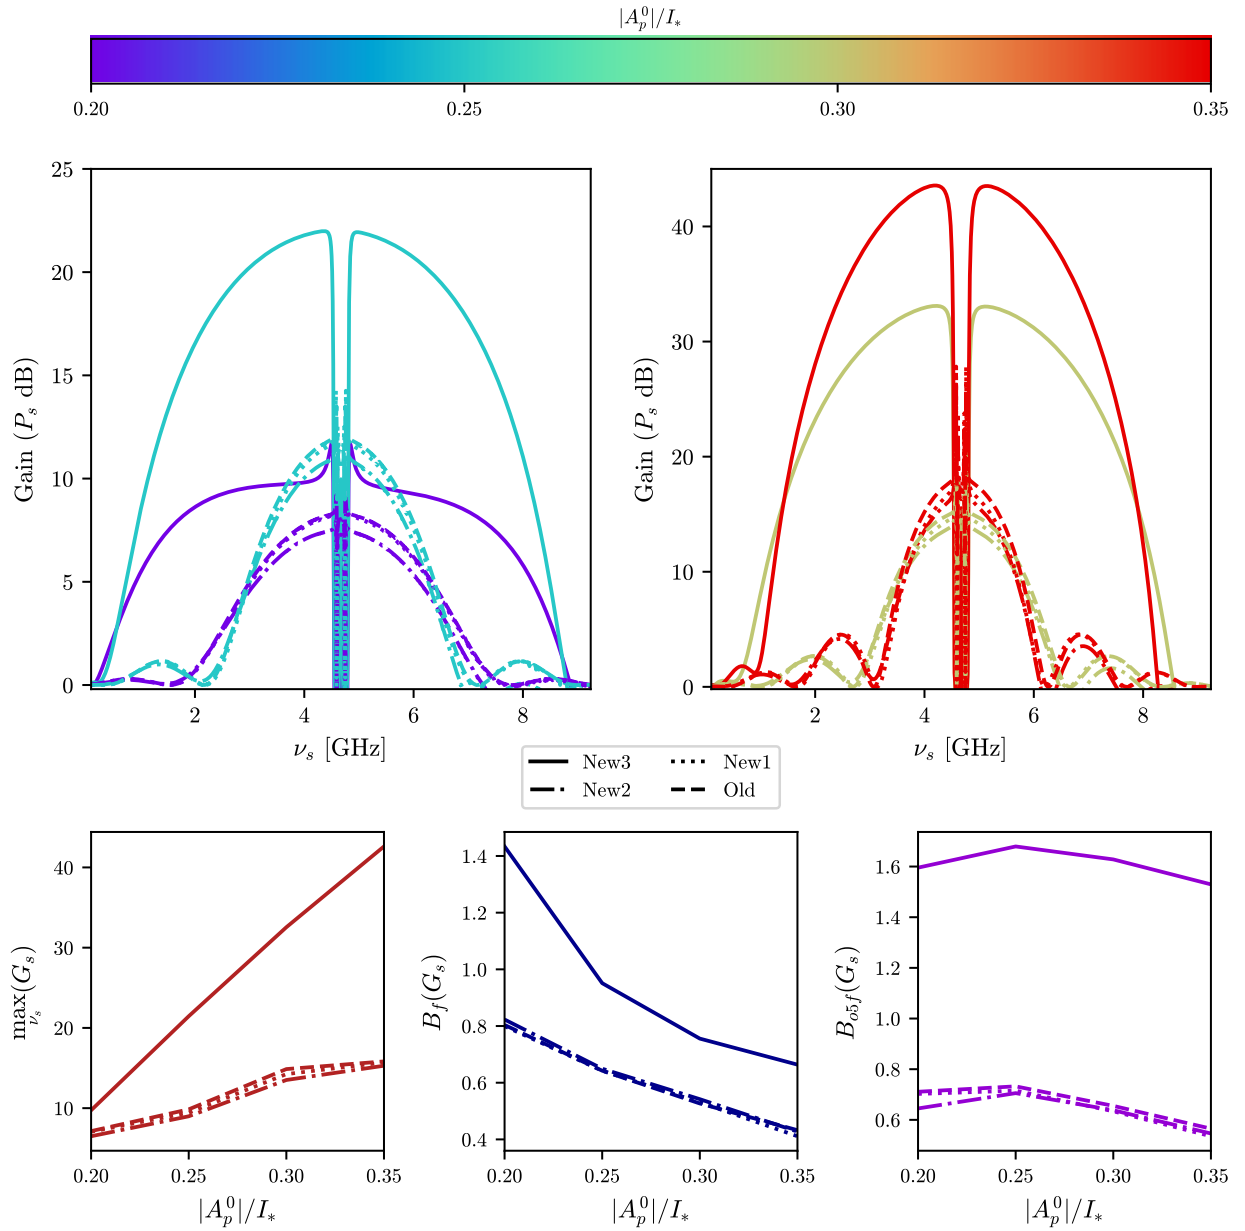 |A_p^0|/I_*
0.20 0.25 0.30 0.35
25
20
15
10
5
0
Gain (P_s dB)
2 4 6 8
ν_s [GHz]
40
30
20
10
0
Gain (P_s dB)
2 4 6 8
ν_s [GHz]
New3 New1
New2 Old
40
30
20
10
max_{ν_s}(G_s)
0.20 0.25 0.30 0.35
|A_p^0|/I_*
1.4
1.2
1.0
0.8
0.6
0.4
B_f(G_s)
0.20 0.25 0.30 0.35
|A_p^0|/I_*
1.6
1.4
1.2
1.0
0.8
0.6
B_{o5f}(G_s)
0.20 0.25 0.30 0.35
|A_p^0|/I_*